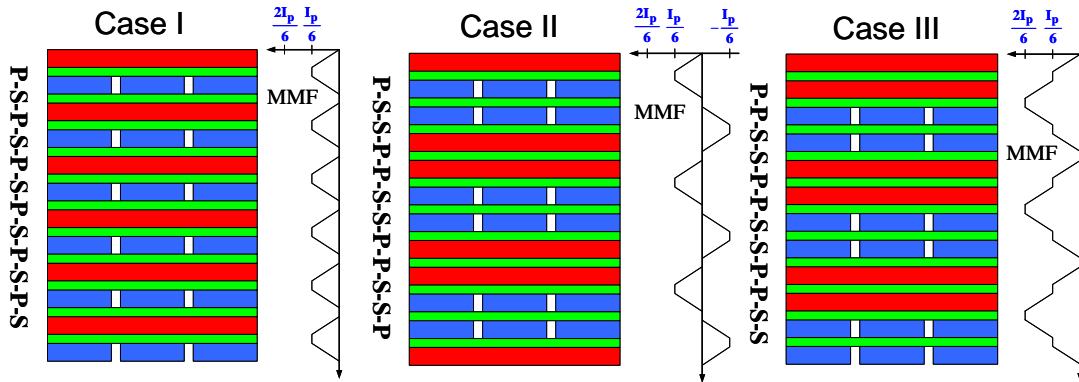 Case I
2Ip/6 Ip/6
MMF
P-S-P-S-P-S-P-S-P-S-P-S
Case II
2Ip/6 Ip/6 -Ip/6
MMF
P-S-S-P-P-S-S-P-P-S-S-P
Case III
2Ip/6 Ip/6
MMF
P-P-S-S-P-P-S-S-P-P-S-S